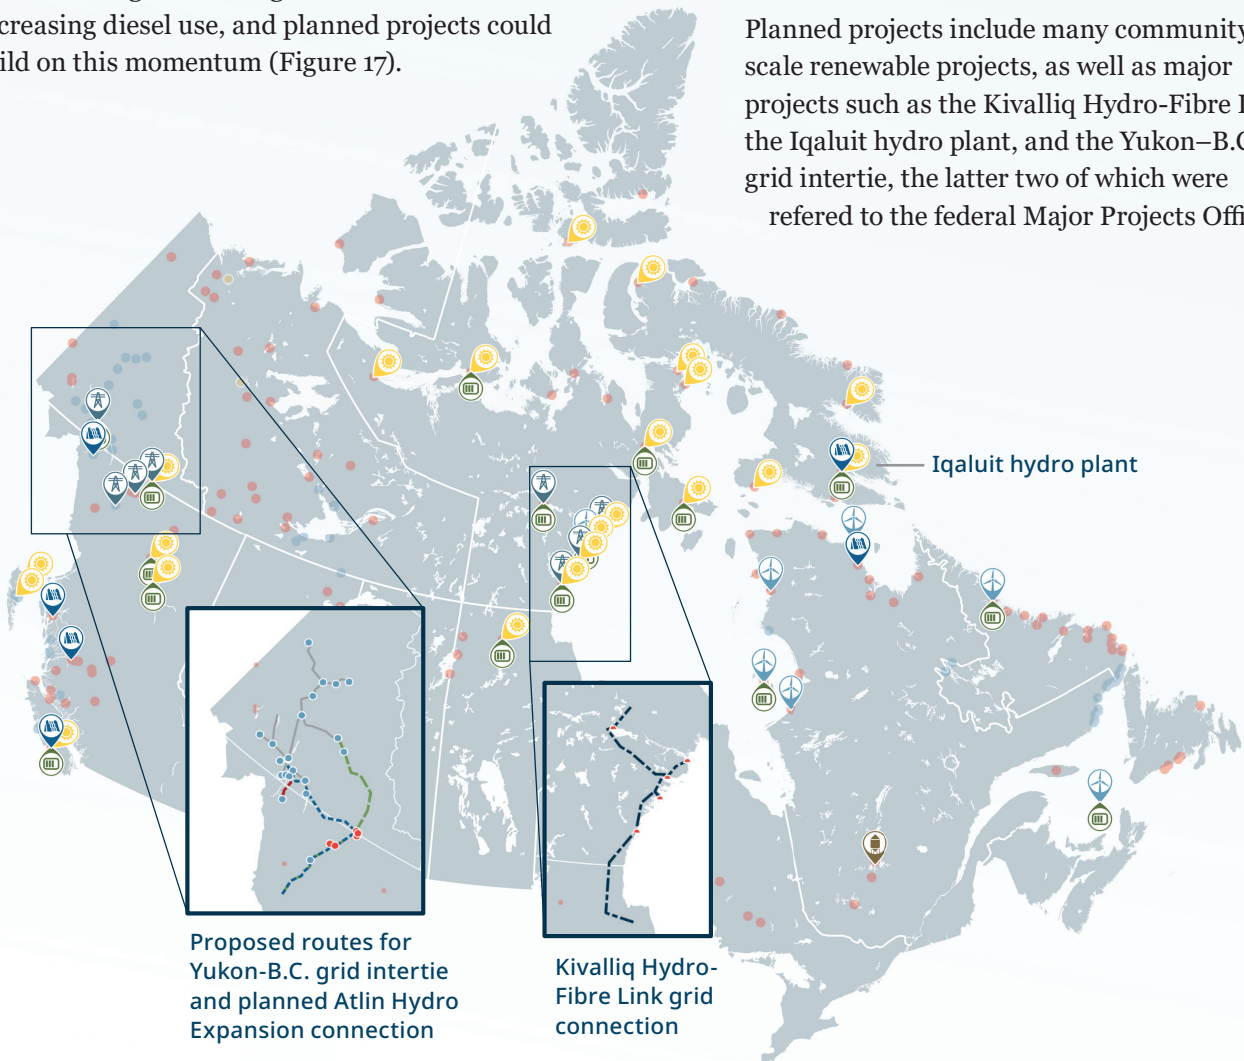 creasing diesel use, and planned projects could
ild on this momentum (Figure 17).
Planned projects include many community
scale renewable projects, as well as major
projects such as the Kivalliq Hydro-Fibre
the Iqaluit hydro plant, and the Yukon–B.C
grid intertie, the latter two of which were
refered to the federal Major Projects Offi
Iqaluit hydro plant
Proposed routes for
Yukon-B.C. grid intertie
and planned Atlin Hydro
Expansion connection
Kivalliq Hydro-
Fibre Link grid
connection